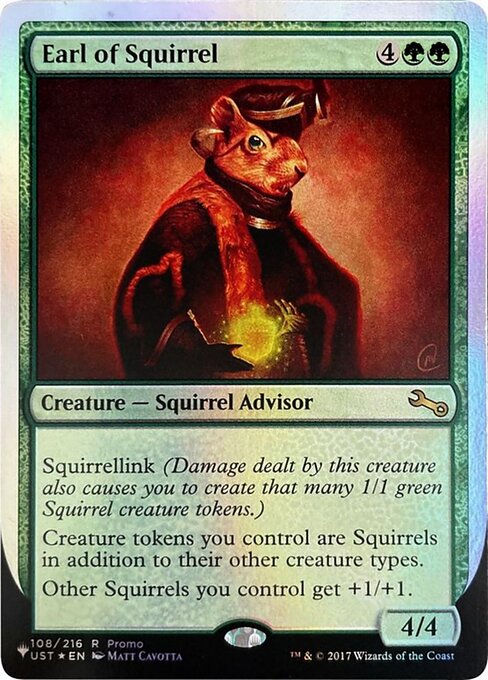 Earl of Squirrel 4
Creature — Squirrel Advisor
Squirrellink (Damage dealt by this creature
also causes you to create that many 1/1 green
Squirrel creature tokens.)
Creature tokens you control are Squirrels
in addition to their other creature types.
Other Squirrels you control get +1/+1.
4/4
108/216 R Promo
UST ★ EN Matt Cavotta
™ & © 2017 Wizards of the Coast